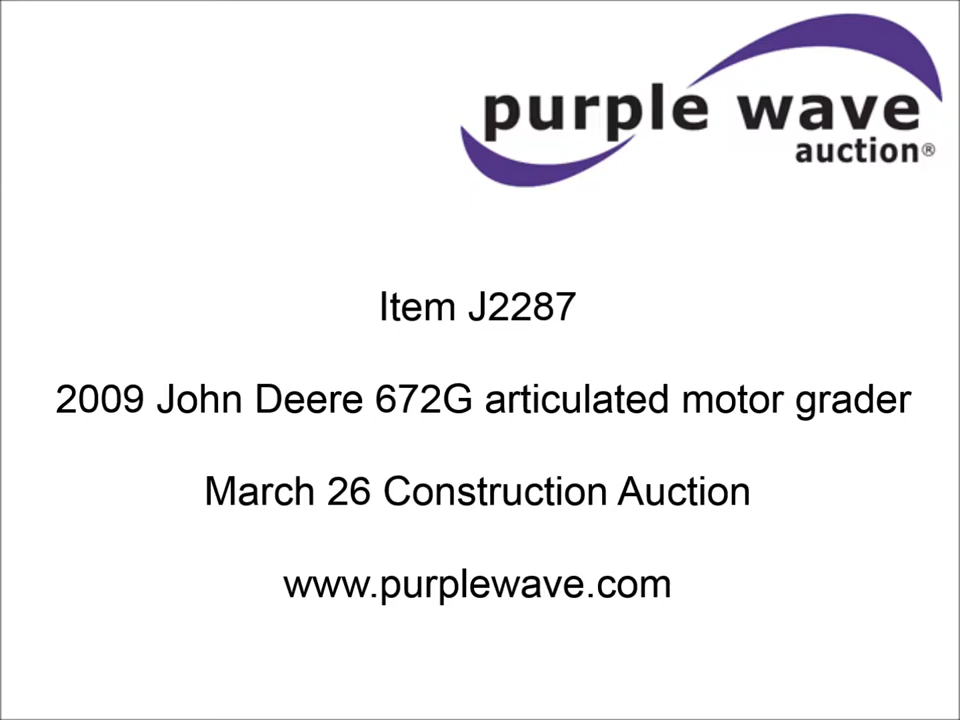 purple wave
auction®
Item J2287
2009 John Deere 672G articulated motor grader
March 26 Construction Auction
www.purplewave.com